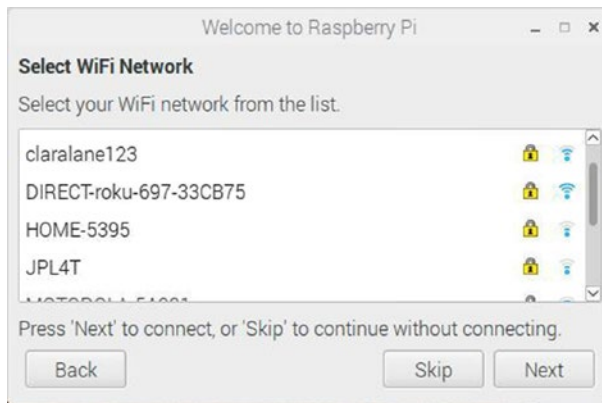 Welcome to Raspberry Pi
Select WiFi Network
Select your WiFi network from the list.
claralane123
DIRECT-roku-697-33CB75
HOME-5395
JPL4T
Press 'Next' to connect, or 'Skip' to continue without connecting.
Back Skip Next